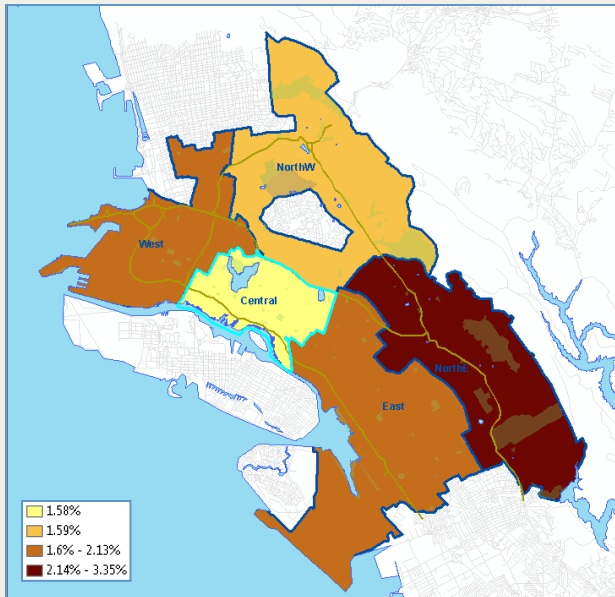 NorthW
West
Central
NorthE
East
1.58%
1.59%
1.6% - 2.13%
2.14% - 3.35%